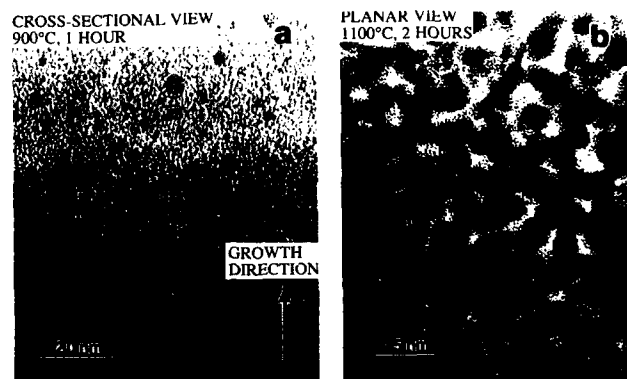 CROSS-SECTIONAL VIEW
900°C, 1 HOUR
a
GROWTH
DIRECTION
PLANAR VIEW
1100°C, 2 HOURS
b